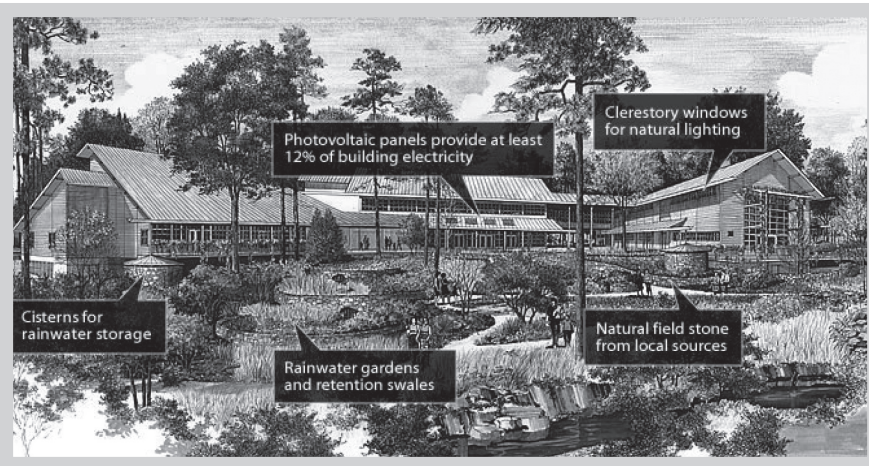 Photovoltaic panels provide at least
12% of building electricity
Clerestory windows
for natural lighting
Cisterns for
rainwater storage
Rainwater gardens
and retention swales
Natural field stone
from local sources